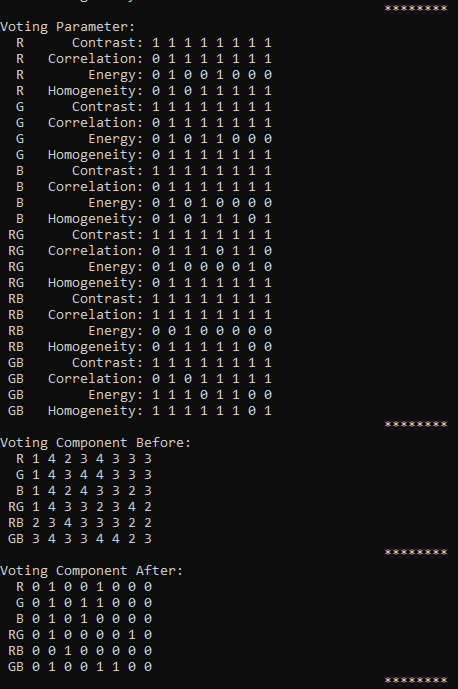 ********
Voting Parameter:
R Contrast: 1 1 1 1 1 1 1 1
R Correlation: 0 1 1 1 1 1 1 1
R Energy: 0 1 0 0 1 0 0 0
R Homogeneity: 0 1 0 1 1 1 1 1
G Contrast: 1 1 1 1 1 1 1 1
G Correlation: 0 1 1 1 1 1 1 1
G Energy: 0 1 0 1 1 0 0 0
G Homogeneity: 0 1 1 1 1 1 1 1
B Contrast: 1 1 1 1 1 1 1 1
B Correlation: 0 1 1 1 1 1 1 1
B Energy: 0 1 0 1 0 0 0 0
B Homogeneity: 0 1 0 1 1 1 0 1
RG Contrast: 1 1 1 1 1 1 1 1
RG Correlation: 0 1 1 1 0 1 1 0
RG Energy: 0 1 0 0 0 0 1 0
RG Homogeneity: 0 1 1 1 1 1 1 1
RB Contrast: 1 1 1 1 1 1 1 1
RB Correlation: 1 1 1 1 1 1 1 1
RB Energy: 0 0 1 0 0 0 0 0
RB Homogeneity: 0 1 1 1 1 1 0 0
GB Contrast: 1 1 1 1 1 1 1 1
GB Correlation: 0 1 0 1 1 1 1 1
GB Energy: 1 1 1 0 1 1 0 0
GB Homogeneity: 1 1 1 1 1 1 0 1
********
Voting Component Before:
R 1 4 2 3 4 3 3 3
G 1 4 3 4 4 3 3 3
B 1 4 2 4 3 3 2 3
RG 1 4 3 3 2 3 4 2
RB 2 3 4 3 3 3 2 2
GB 3 4 3 3 4 4 2 3
********
Voting Component After:
R 0 1 0 0 1 0 0 0
G 0 1 0 1 1 0 0 0
B 0 1 0 1 0 0 0 0
RG 0 1 0 0 0 0 1 0
RB 0 0 1 0 0 0 0 0
GB 0 1 0 0 1 1 0 0
********